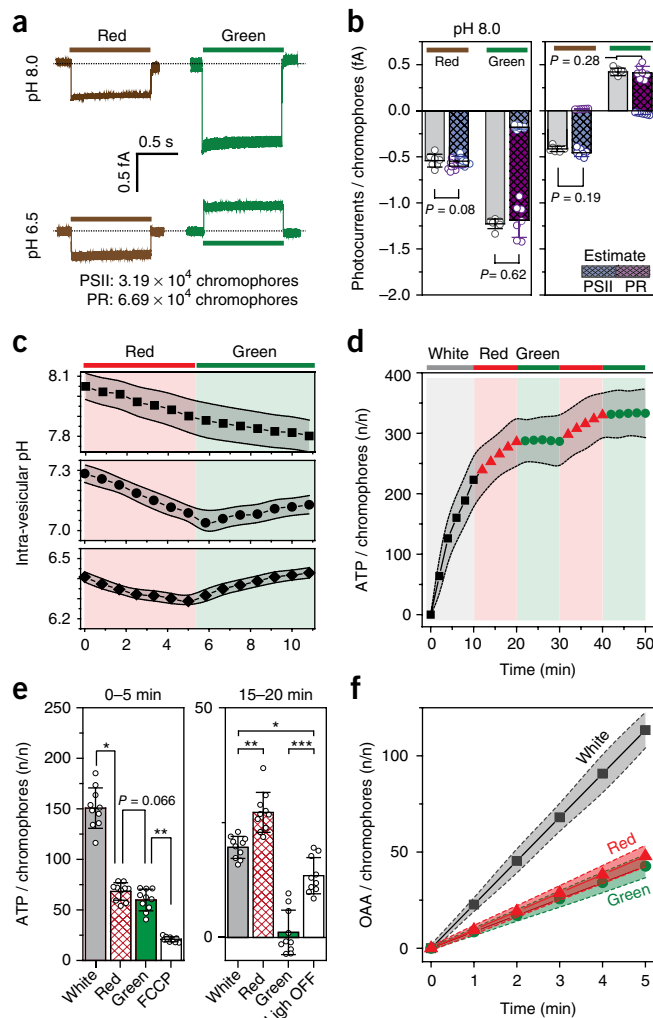 a
Red
Green
pH 8.0
0.5 s
0.5 fA
pH 6.5
PSII: 3.19 × 10⁴ chromophores
PR: 6.69 × 10⁴ chromophores
b
pH 8.0
Photocurrents / chromophores (fA)
Red
Green
P = 0.28
0.5
0.0
−0.5
−1.0
−1.5
−2.0
P = 0.08
P = 0.62
P = 0.19
Estimate
PSII
PR
c
Red
Green
Intra-vesicular pH
8.1
7.8
7.3
7.0
6.5
6.2
0 2 4 6 8 10
d
White
Red
Green
ATP / chromophores (n/n)
400
300
200
100
0
0 10 20 30 40 50
Time (min)
e
0–5 min
15–20 min
ATP / chromophores (n/n)
250
200
150
100
75
50
25
0
*
P = 0.066
**
White
Red
Green
FCCP
50
0
*
**
***
White
Red
Green
Ligh OFF
f
OAA / chromophores (n/n)
100
50
0
White
Red
Green
0 1 2 3 4 5
Time (min)